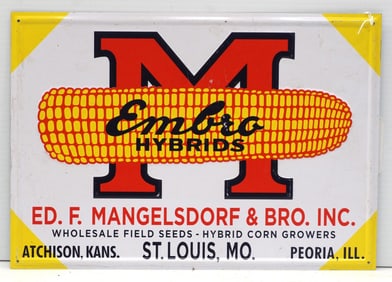 M
Embro
HYBRIDS
ED. F. MANGELSDORF & BRO. INC.
WHOLESALE FIELD SEEDS - HYBRID CORN GROWERS
ATCHISON, KANS. ST. LOUIS, MO. PEORIA, ILL.